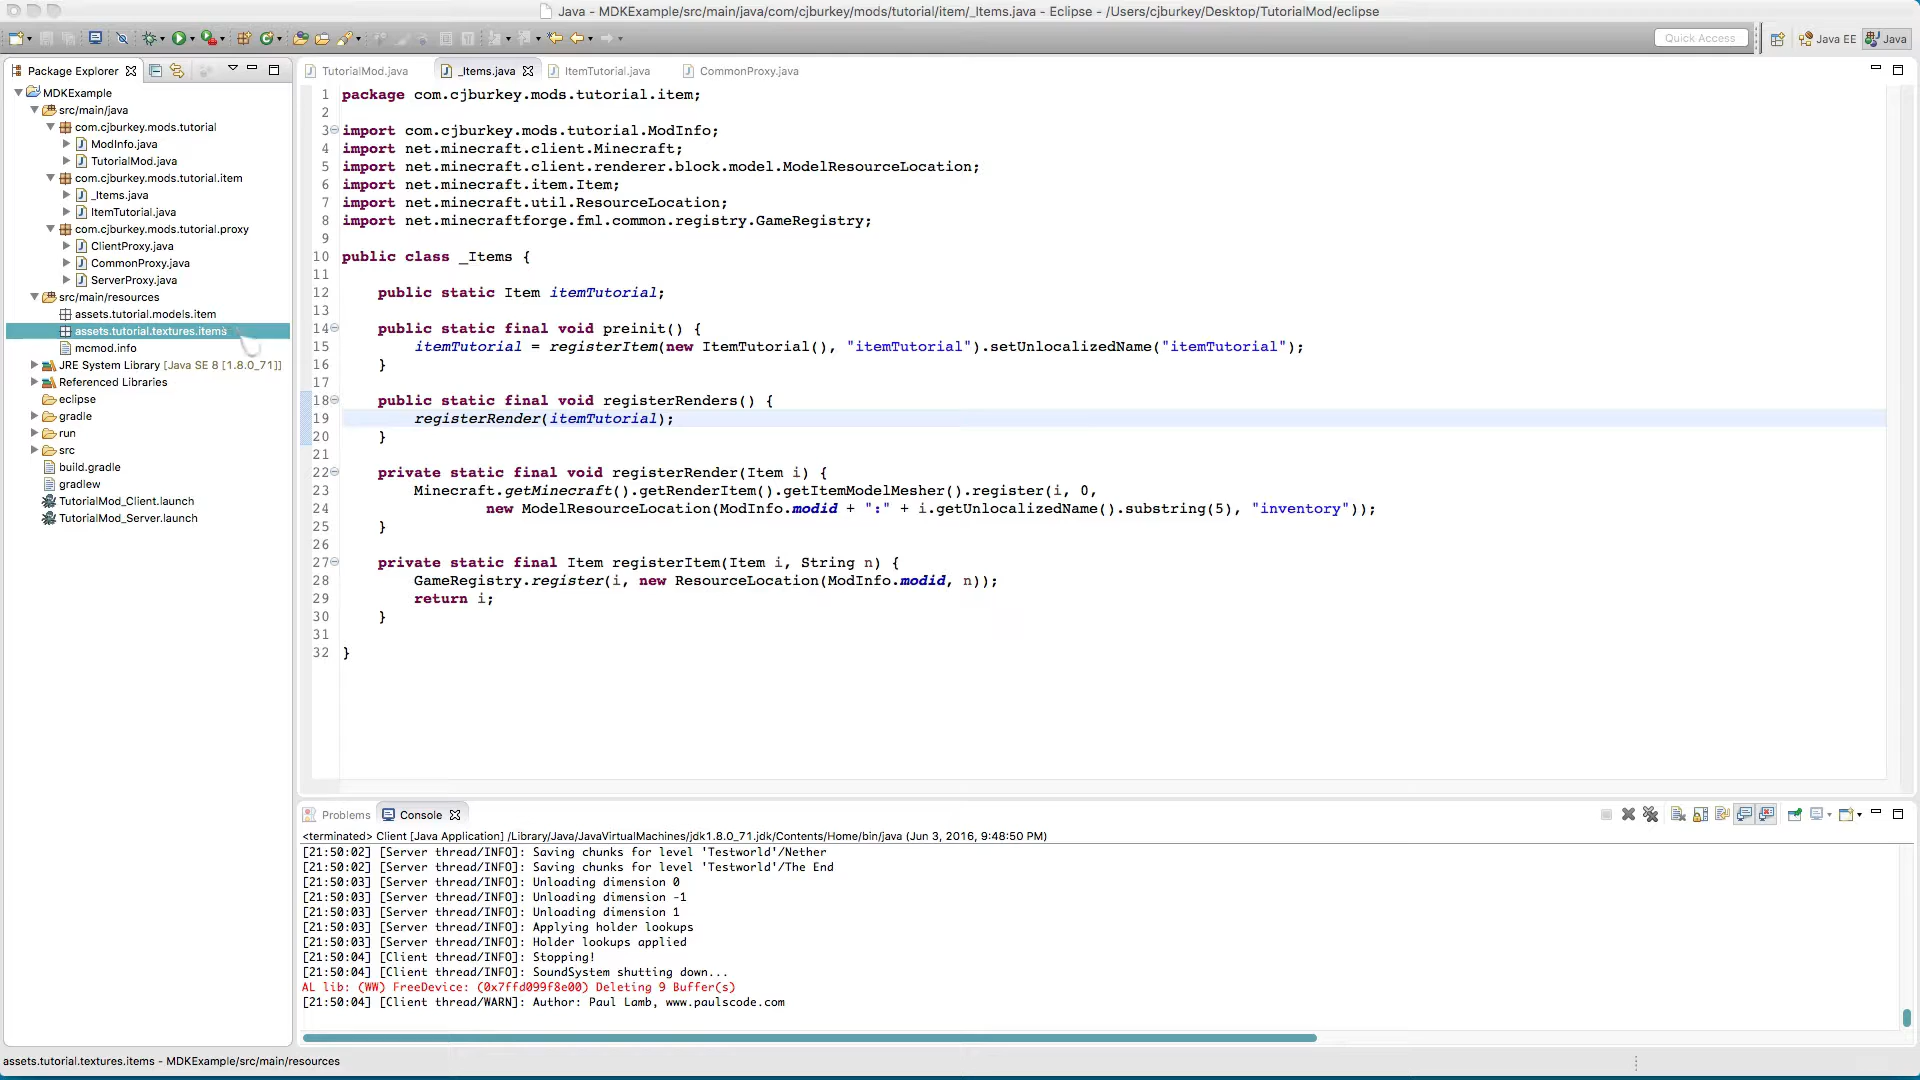 Java - MDKExample/src/main/java/com/cjburkey/mods/tutorial/item/_Items.java - Eclipse - /Users/cjburkey/Desktop/TutorialMod/eclipse
Quick Access
Java EE
Java
Package Explorer
TutorialMod.java
_Items.java
ItemTutorial.java
CommonProxy.java
MDKExample
src/main/java
com.cjburkey.mods.tutorial
ModInfo.java
TutorialMod.java
com.cjburkey.mods.tutorial.item
_Items.java
ItemTutorial.java
com.cjburkey.mods.tutorial.proxy
ClientProxy.java
CommonProxy.java
ServerProxy.java
src/main/resources
assets.tutorial.models.item
assets.tutorial.textures.items
mcmod.info
JRE System Library [Java SE 8 [1.8.0_71]]
Referenced Libraries
eclipse
gradle
run
src
build.gradle
gradlew
TutorialMod_Client.launch
TutorialMod_Server.launch
1 package com.cjburkey.mods.tutorial.item;
2
3 import com.cjburkey.mods.tutorial.ModInfo;
4 import net.minecraft.client.Minecraft;
5 import net.minecraft.client.renderer.block.model.ModelResourceLocation;
6 import net.minecraft.item.Item;
7 import net.minecraft.util.ResourceLocation;
8 import net.minecraftforge.fml.common.registry.GameRegistry;
9
10 public class _Items {
11
12 public static Item itemTutorial;
13
14 public static final void preinit() {
15 itemTutorial = registerItem(new ItemTutorial(), "itemTutorial").setUnlocalizedName("itemTutorial");
16 }
17
18 public static final void registerRenders() {
19 registerRender(itemTutorial);
20 }
21
22 private static final void registerRender(Item i) {
23 Minecraft.getMinecraft().getRenderItem().getItemModelMesher().register(i, 0,
24 new ModelResourceLocation(ModInfo.modid + ":" + i.getUnlocalizedName().substring(5), "inventory"));
25 }
26
27 private static final Item registerItem(Item i, String n) {
28 GameRegistry.register(i, new ResourceLocation(ModInfo.modid, n));
29 return i;
30 }
31
32 }
Problems
Console
<terminated> Client [Java Application] /Library/Java/JavaVirtualMachines/jdk1.8.0_71.jdk/Contents/Home/bin/java (Jun 3, 2016, 9:48:50 PM)
[21:50:02] [Server thread/INFO]: Saving chunks for level 'Testworld'/Nether
[21:50:02] [Server thread/INFO]: Saving chunks for level 'Testworld'/The End
[21:50:03] [Server thread/INFO]: Unloading dimension 0
[21:50:03] [Server thread/INFO]: Unloading dimension -1
[21:50:03] [Server thread/INFO]: Unloading dimension 1
[21:50:03] [Server thread/INFO]: Applying holder lookups
[21:50:03] [Server thread/INFO]: Holder lookups applied
[21:50:04] [Client thread/INFO]: Stopping!
[21:50:04] [Client thread/INFO]: SoundSystem shutting down...
AL lib: (WW) FreeDevice: (0x7ffd099f8e00) Deleting 9 Buffer(s)
[21:50:04] [Client thread/WARN]: Author: Paul Lamb, www.paulscode.com
assets.tutorial.textures.items - MDKExample/src/main/resources